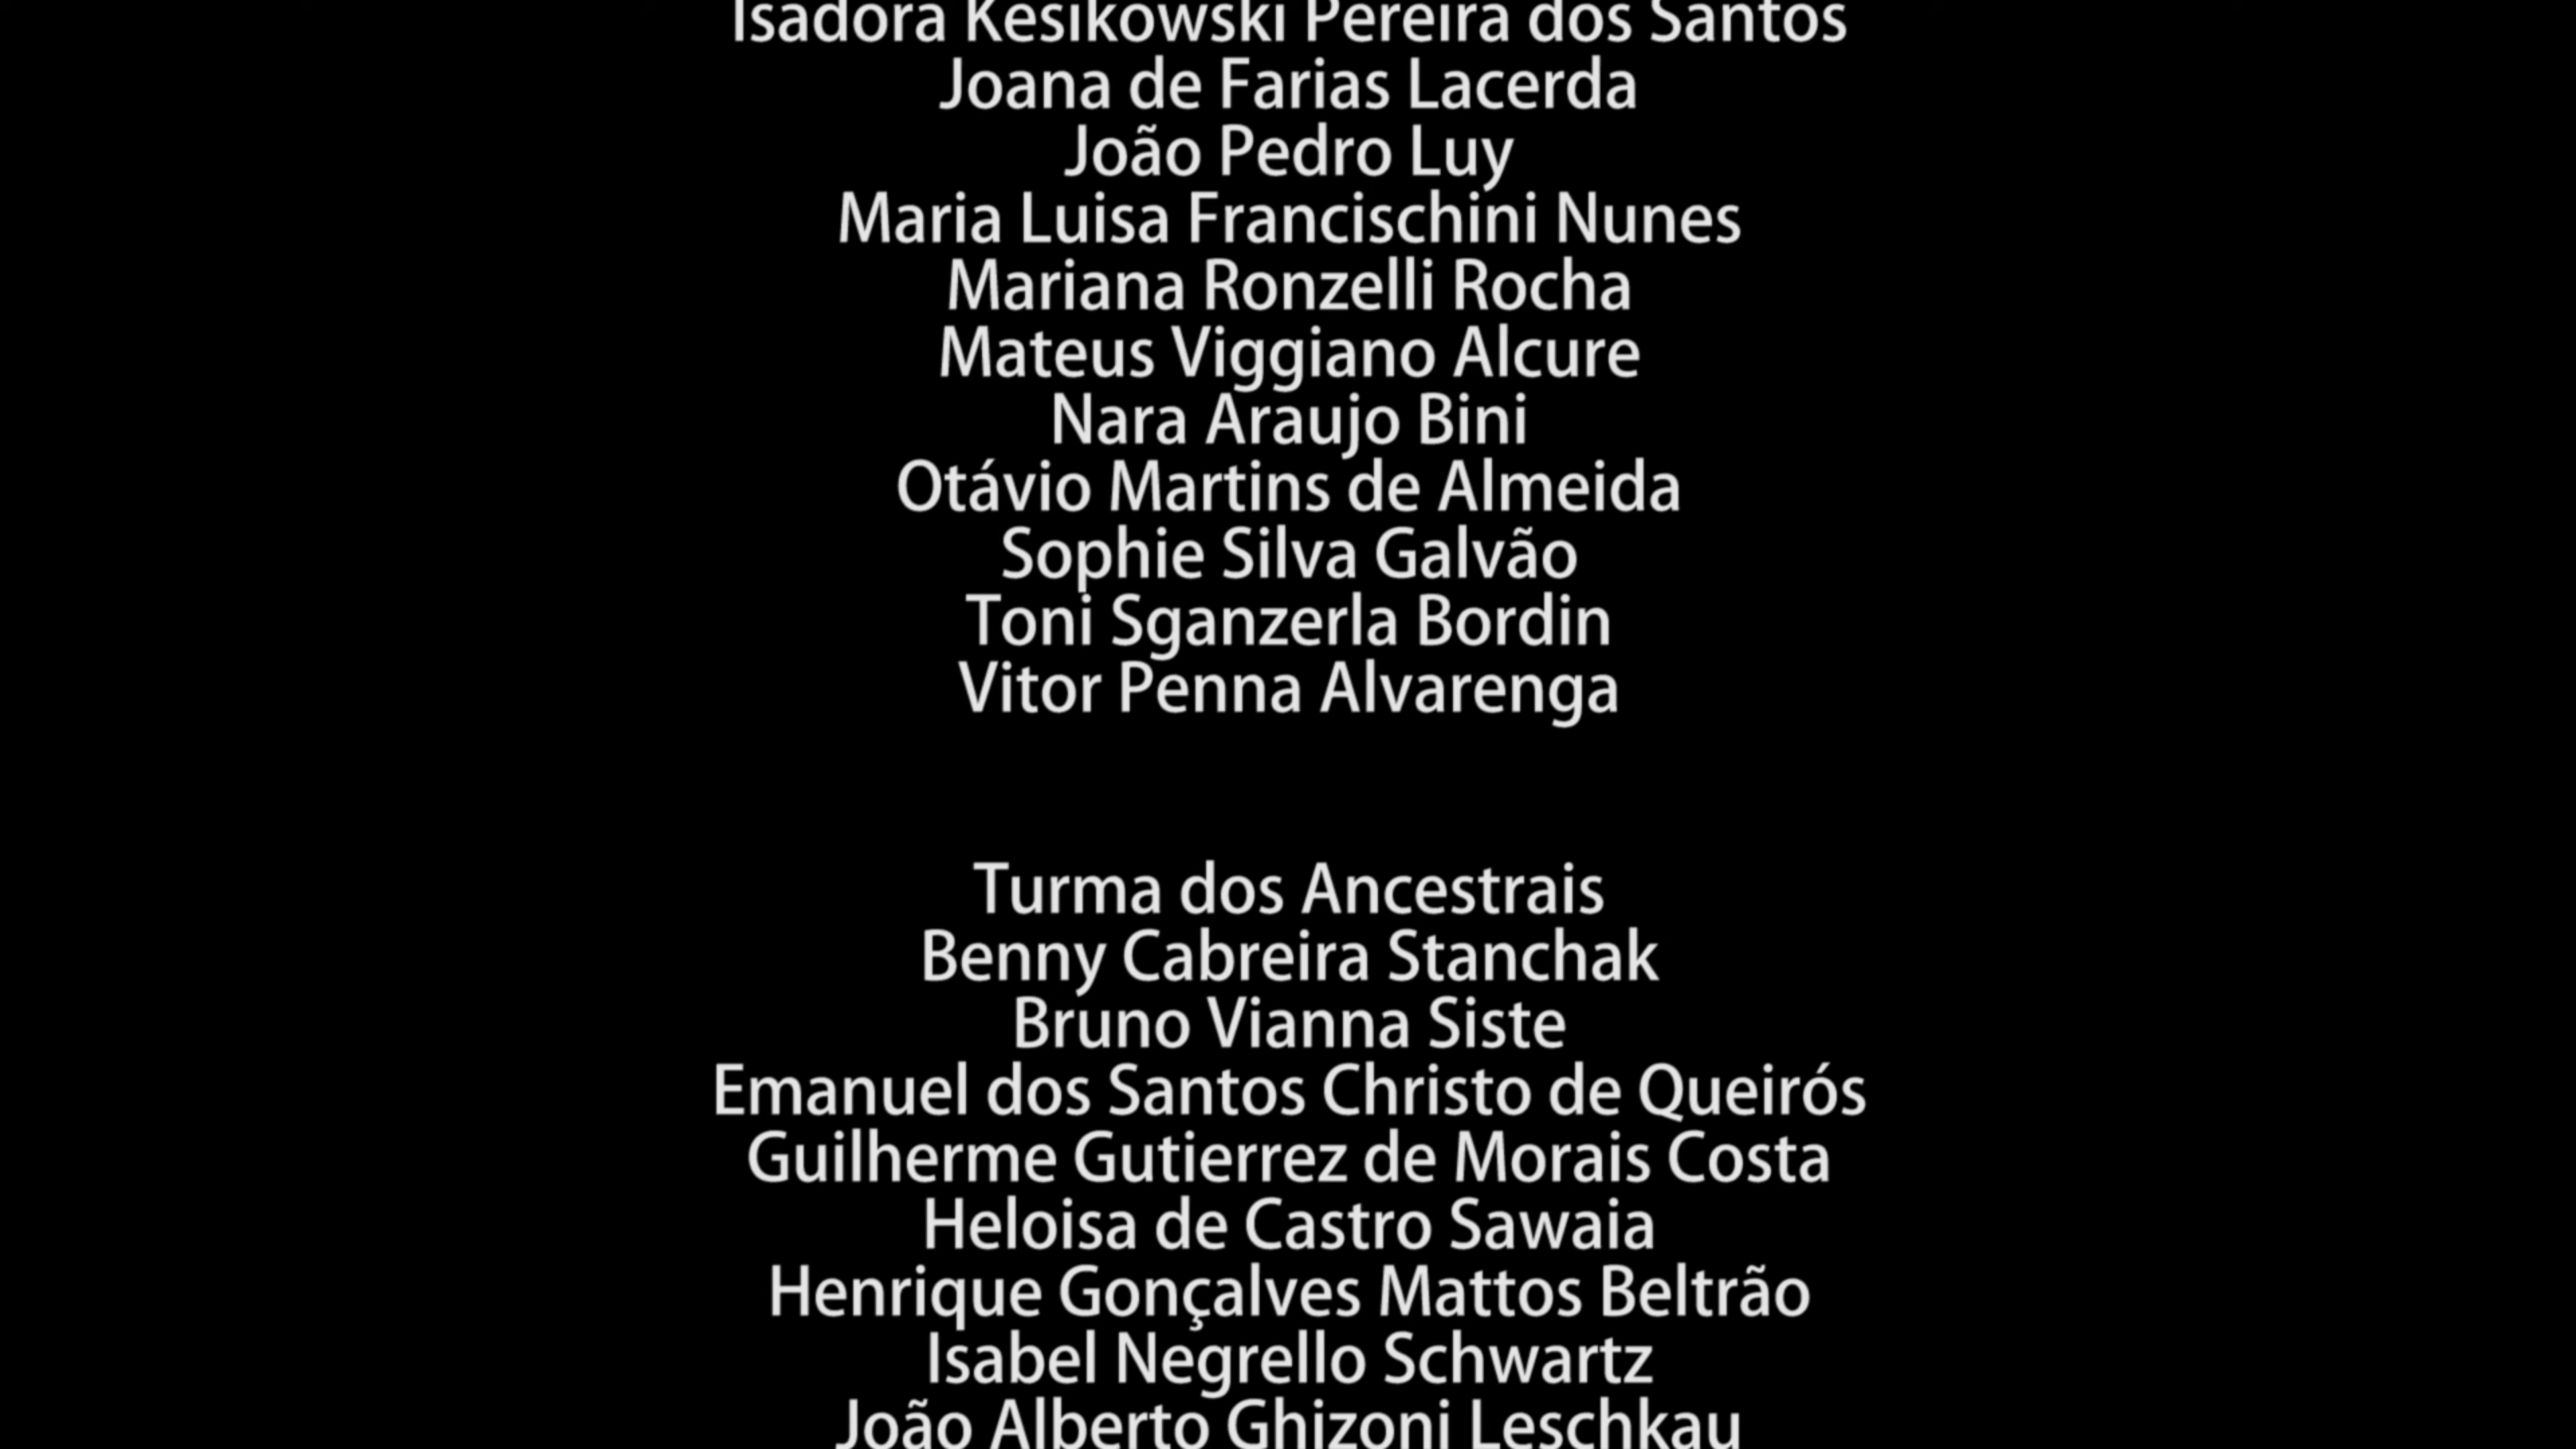 Isadora Kesikowski Pereira dos Santos
Joana de Farias Lacerda
João Pedro Luy
Maria Luisa Francischini Nunes
Mariana Ronzelli Rocha
Mateus Viggiano Alcure
Nara Araujo Bini
Otávio Martins de Almeida
Sophie Silva Galvão
Toni Sganzerla Bordin
Vitor Penna Alvarenga
Turma dos Ancestrais
Benny Cabreira Stanchak
Bruno Vianna Siste
Emanuel dos Santos Christo de Queirós
Guilherme Gutierrez de Morais Costa
Heloisa de Castro Sawaia
Henrique Gonçalves Mattos Beltrão
Isabel Negrello Schwartz
João Alberto Ghizoni Leschkau